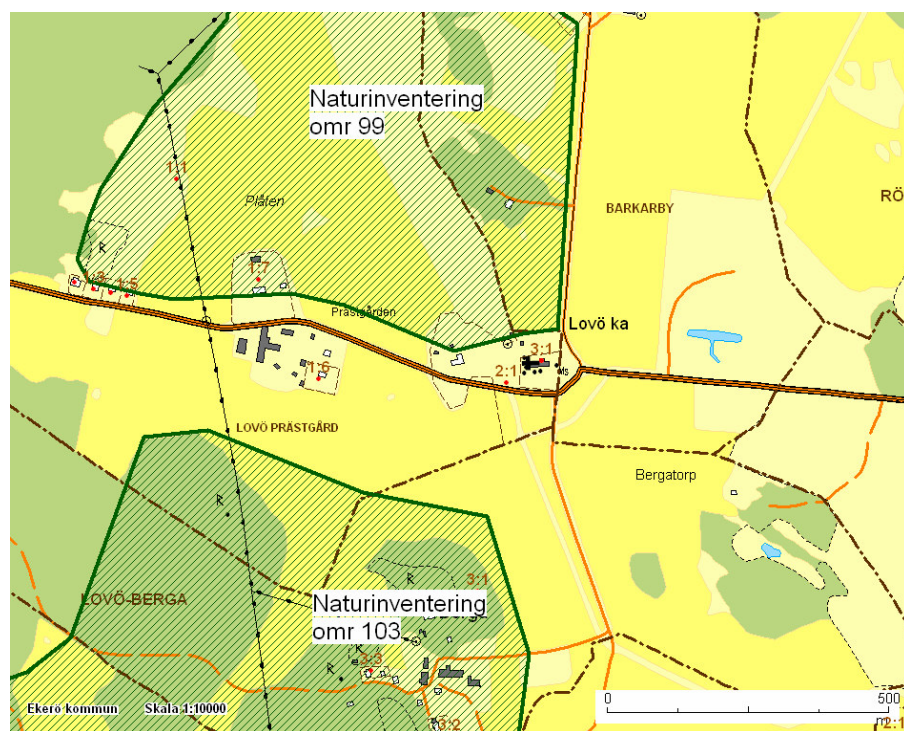 Naturinventering
omr 99
1:1
Plåten
BARKARBY
RÖ
R
1:3
1:5
1:7
Prästgården
Lovö ka
3:1
Ms
2:1
1:6
LOVÖ PRÄSTGÅRD
Bergatorp
R
R
3:1
LOVÖ-BERGA
Naturinventering
omr 103
R
3:3
3:2
Ekerö kommun Skala 1:10000
0 500
m
2:1